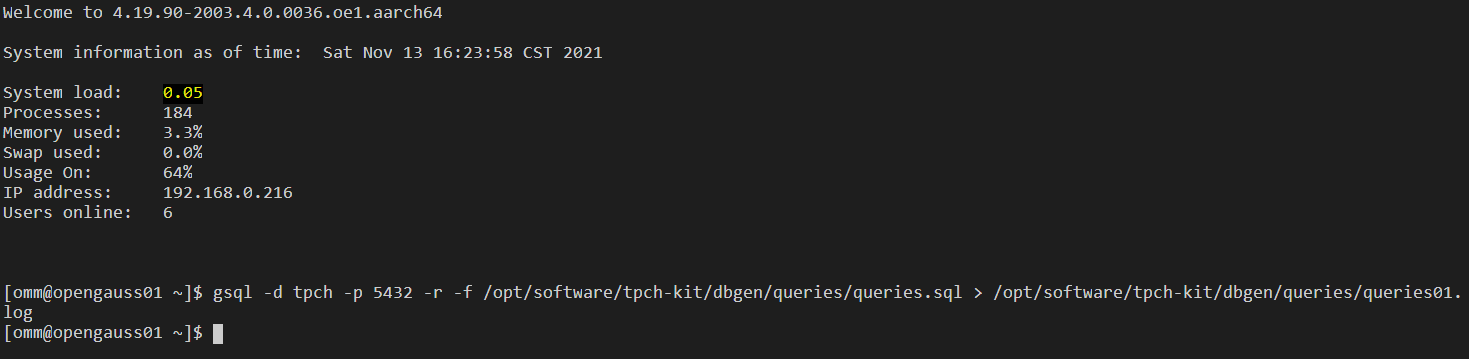 Welcome to 4.19.90-2003.4.0.0036.oe1.aarch64
System information as of time:  Sat Nov 13 16:23:58 CST 2021
System load:    0.05
Processes:      184
Memory used:    3.3%
Swap used:      0.0%
Usage On:       64%
IP address:     192.168.0.216
Users online:   6
[omm@opengauss01 ~]$ gsql -d tpch -p 5432 -r -f /opt/software/tpch-kit/dbgen/queries/queries.sql > /opt/software/tpch-kit/dbgen/queries/queries01.
log
[omm@opengauss01 ~]$